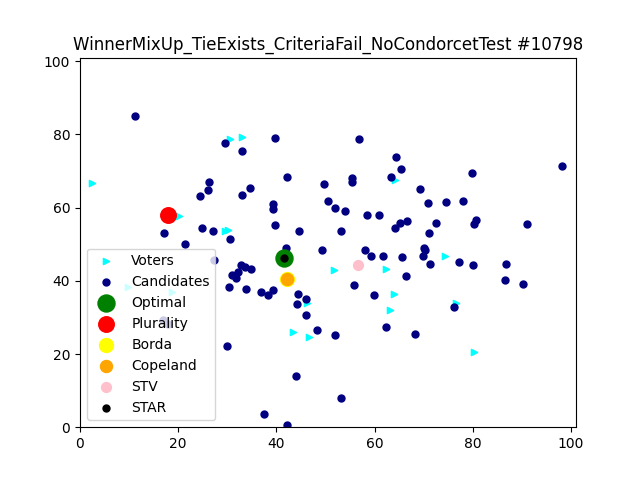 WinnerMixUp_TieExists_CriteriaFail_NoCondorcetTest #10798
100
80
60
40
20
0
0 20 40 60 80 100
Voters
Candidates
Optimal
Plurality
Borda
Copeland
STV
STAR